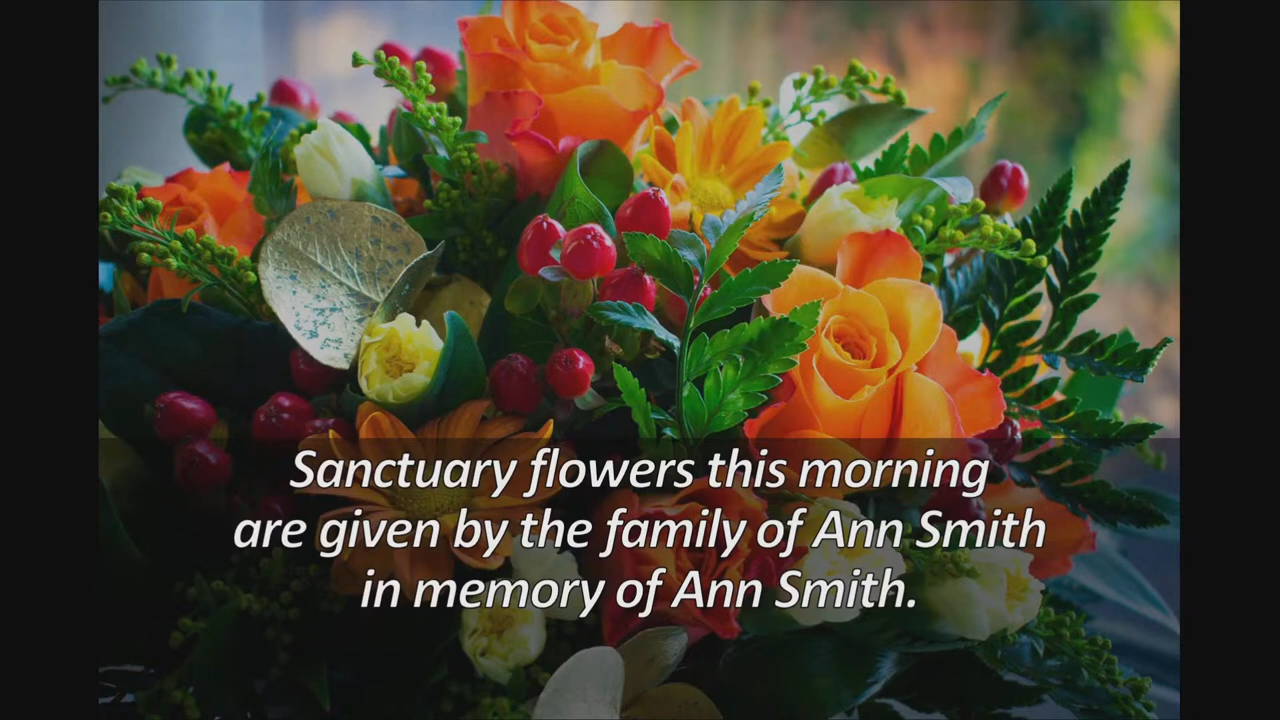 Sanctuary flowers this morning
are given by the family of Ann Smith
in memory of Ann Smith.